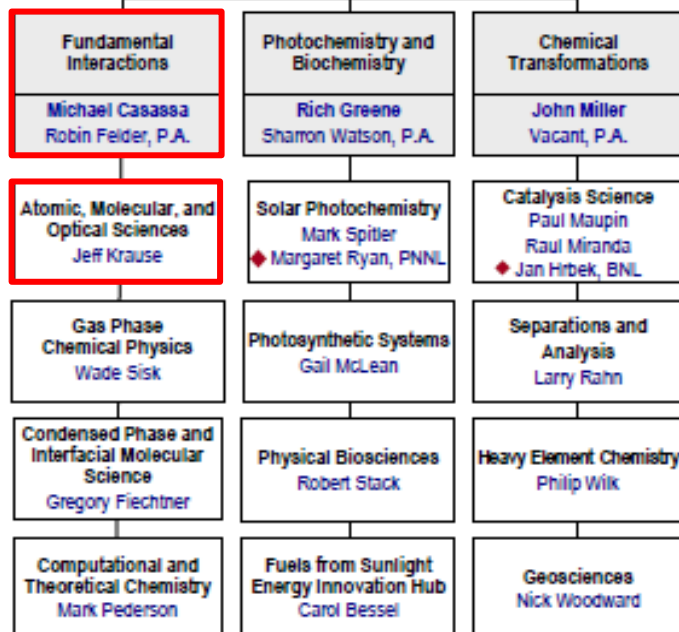 Fundamental
Interactions
Michael Casassa
Robin Felder, P.A.
Atomic, Molecular, and
Optical Sciences
Jeff Krause
Gas Phase
Chemical Physics
Wade Sisk
Condensed Phase and
Interfacial Molecular
Science
Gregory Fiechtner
Computational and
Theoretical Chemistry
Mark Pederson
Photochemistry and
Biochemistry
Rich Greene
Sharron Watson, P.A.
Solar Photochemistry
Mark Spitler
Margaret Ryan, PNNL
Photosynthetic Systems
Gail McLean
Physical Biosciences
Robert Stack
Fuels from Sunlight
Energy Innovation Hub
Carol Bessel
Chemical
Transformations
John Miller
Vacant, P.A.
Catalysis Science
Paul Maupin
Raul Miranda
Jan Hrbek, BNL
Separations and
Analysis
Larry Rahn
Heavy Element Chemistry
Philip Wilk
Geosciences
Nick Woodward